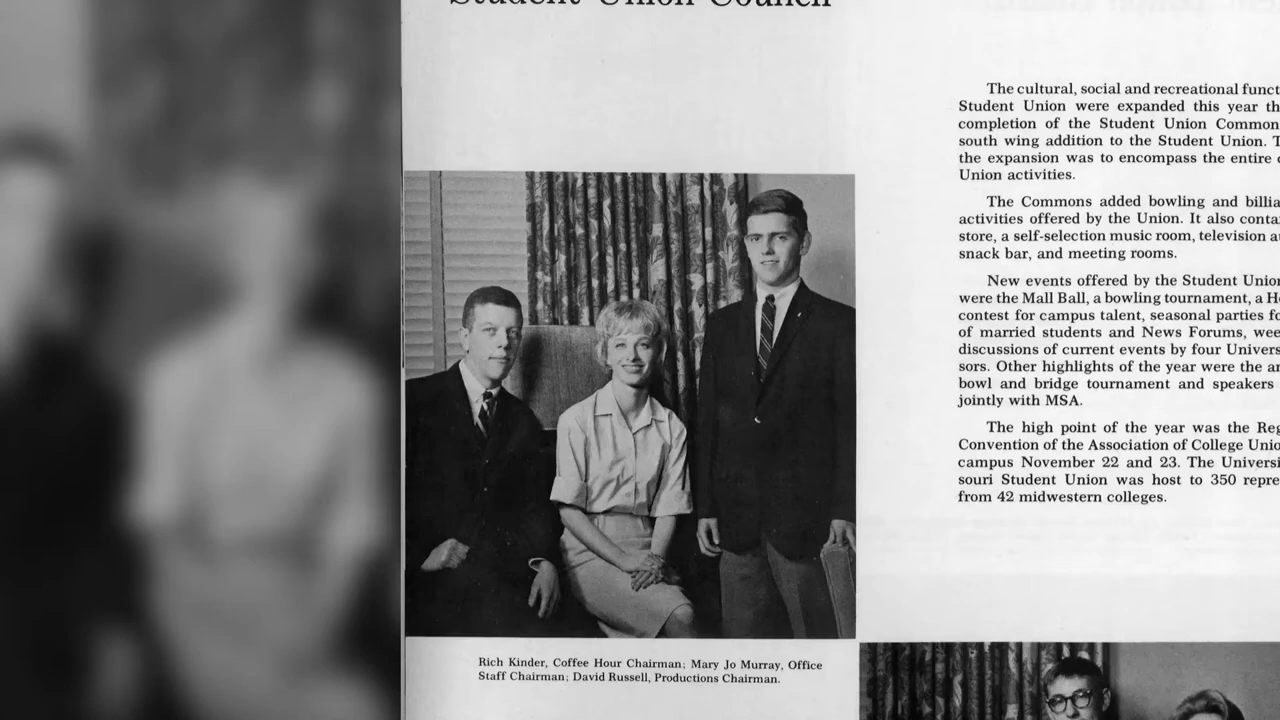 Student Union Council
The cultural, social and recreational funct
Student Union were expanded this year th
completion of the Student Union Common
south wing addition to the Student Union. T
the expansion was to encompass the entire
Union activities.
The Commons added bowling and billia
activities offered by the Union. It also conta
store, a self-selection music room, television a
snack bar, and meeting rooms.
New events offered by the Student Union
were the Mall Ball, a bowling tournament, a H
contest for campus talent, seasonal parties fo
of married students and News Forums, wee
discussions of current events by four Univers
sors. Other highlights of the year were the ar
bowl and bridge tournament and speakers
jointly with MSA.
The high point of the year was the Reg
Convention of the Association of College Unio
campus November 22 and 23. The Universi
souri Student Union was host to 350 repre
from 42 midwestern colleges.
Rich Kinder, Coffee Hour Chairman; Mary Jo Murray, Office
Staff Chairman; David Russell, Productions Chairman.